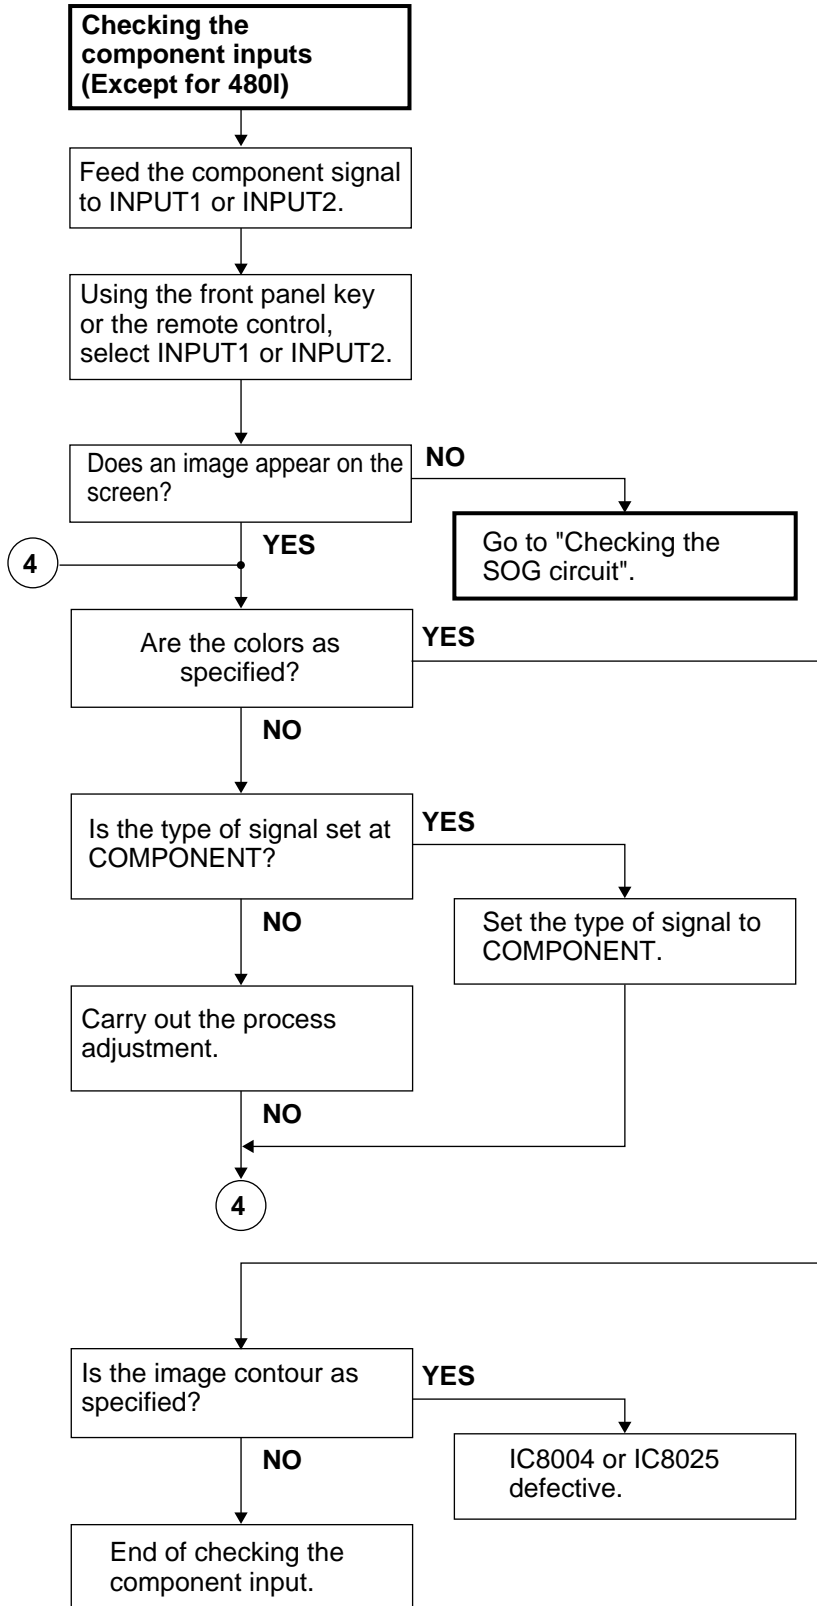 Checking the
component inputs
(Except for 480I)
Feed the component signal
to INPUT1 or INPUT2.
Using the front panel key
or the remote control,
select INPUT1 or INPUT2.
Does an image appear on the
screen?
NO
Go to "Checking the
SOG circuit".
YES
4
Are the colors as
specified?
YES
NO
Is the type of signal set at
COMPONENT?
YES
Set the type of signal to
COMPONENT.
NO
Carry out the process
adjustment.
NO
4
Is the image contour as
specified?
YES
IC8004 or IC8025
defective.
NO
End of checking the
component input.